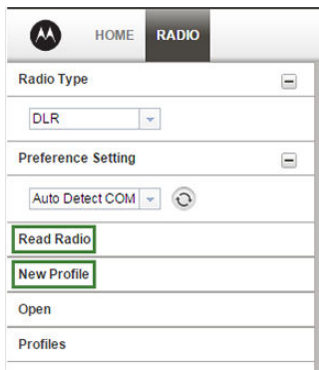 HOME RADIO
Radio Type
DLR
Preference Setting
Auto Detect COM
Read Radio
New Profile
Open
Profiles